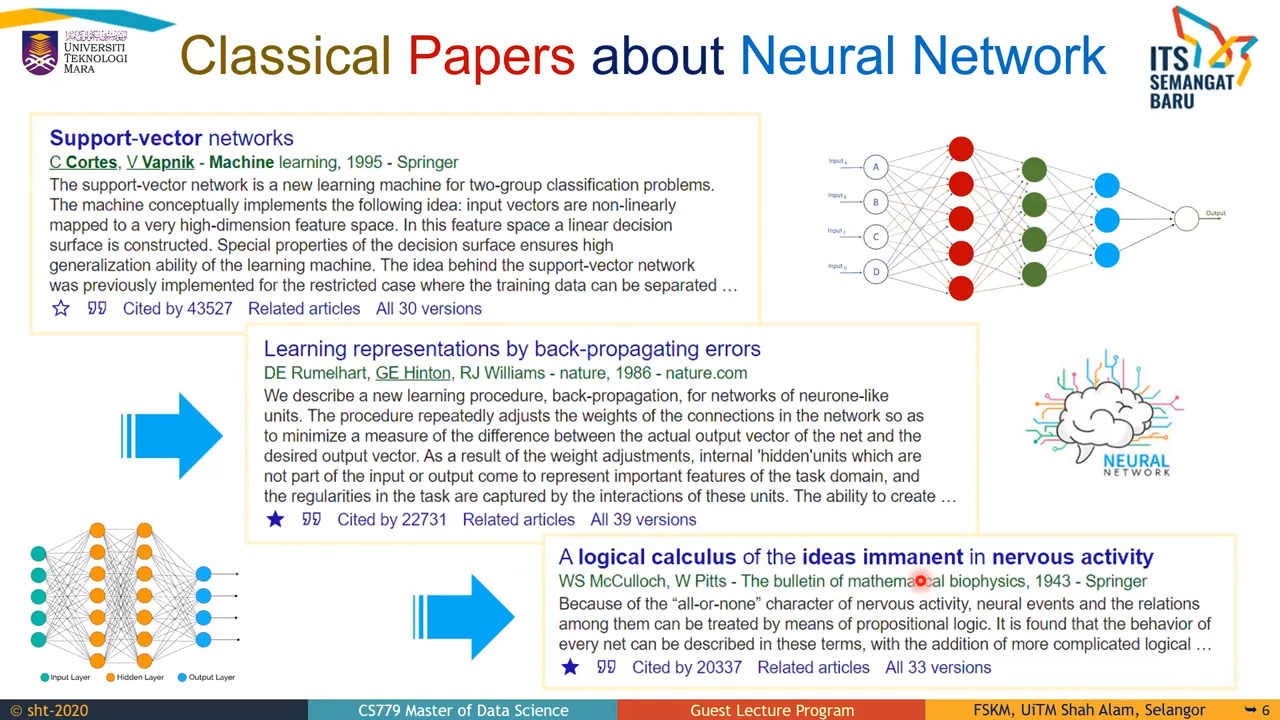 UNIVERSITI
TEKNOLOGI
MARA
Classical Papers about Neural Network
ITS
SEMANGAT
BARU
Support-vector networks
C Cortes, V Vapnik - Machine learning, 1995 - Springer
The support-vector network is a new learning machine for two-group classification problems.
The machine conceptually implements the following idea: input vectors are non-linearly
mapped to a very high-dimension feature space. In this feature space a linear decision
surface is constructed. Special properties of the decision surface ensures high
generalization ability of the learning machine. The idea behind the support-vector network
was previously implemented for the restricted case where the training data can be separated …
Cited by 43527 Related articles All 30 versions
Input A
A
Input B
B
Input C
C
Input D
D
Output
Learning representations by back-propagating errors
DE Rumelhart, GE Hinton, RJ Williams - nature, 1986 - nature.com
We describe a new learning procedure, back-propagation, for networks of neurone-like
units. The procedure repeatedly adjusts the weights of the connections in the network so as
to minimize a measure of the difference between the actual output vector of the net and the
desired output vector. As a result of the weight adjustments, internal 'hidden'units which are
not part of the input or output come to represent important features of the task domain, and
the regularities in the task are captured by the interactions of these units. The ability to create …
Cited by 22731 Related articles All 39 versions
NEURAL
NETWORK
A logical calculus of the ideas immanent in nervous activity
WS McCulloch, W Pitts - The bulletin of mathematical biophysics, 1943 - Springer
Because of the “all-or-none” character of nervous activity, neural events and the relations
among them can be treated by means of propositional logic. It is found that the behavior of
every net can be described in these terms, with the addition of more complicated logical …
Cited by 20337 Related articles All 33 versions
Input Layer Hidden Layer Output Layer
© sht-2020 CS779 Master of Data Science Guest Lecture Program FSKM, UiTM Shah Alam, Selangor ➥ 6